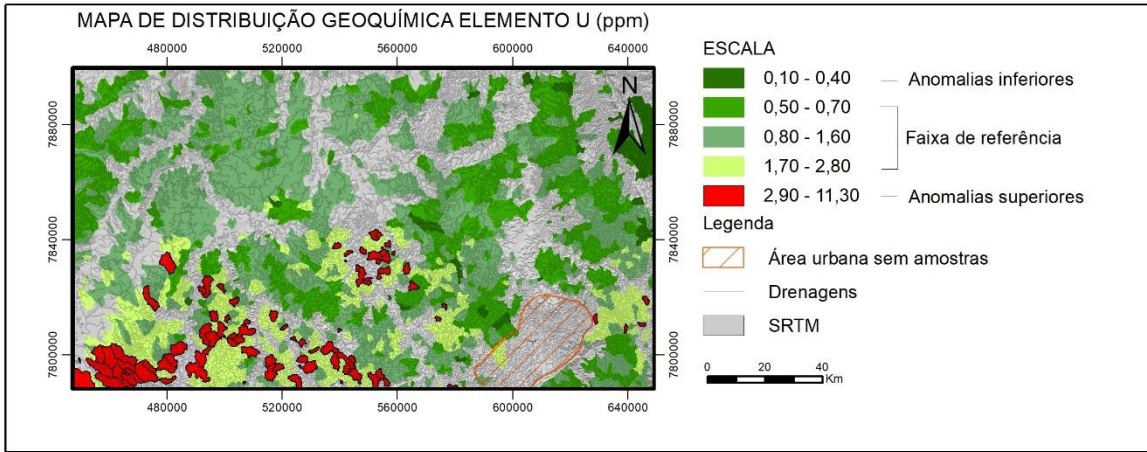 MAPA DE DISTRIBUIÇÃO GEOQUÍMICA ELEMENTO U (ppm)
480000 520000 560000 600000 640000
7880000 7880000
7840000 7840000
7800000 7800000
480000 520000 560000 600000 640000
N
ESCALA
0,10 - 0,40 Anomalias inferiores
0,50 - 0,70
0,80 - 1,60 Faixa de referência
1,70 - 2,80
2,90 - 11,30 Anomalias superiores
Legenda
Área urbana sem amostras
Drenagens
SRTM
0 20 40
Km